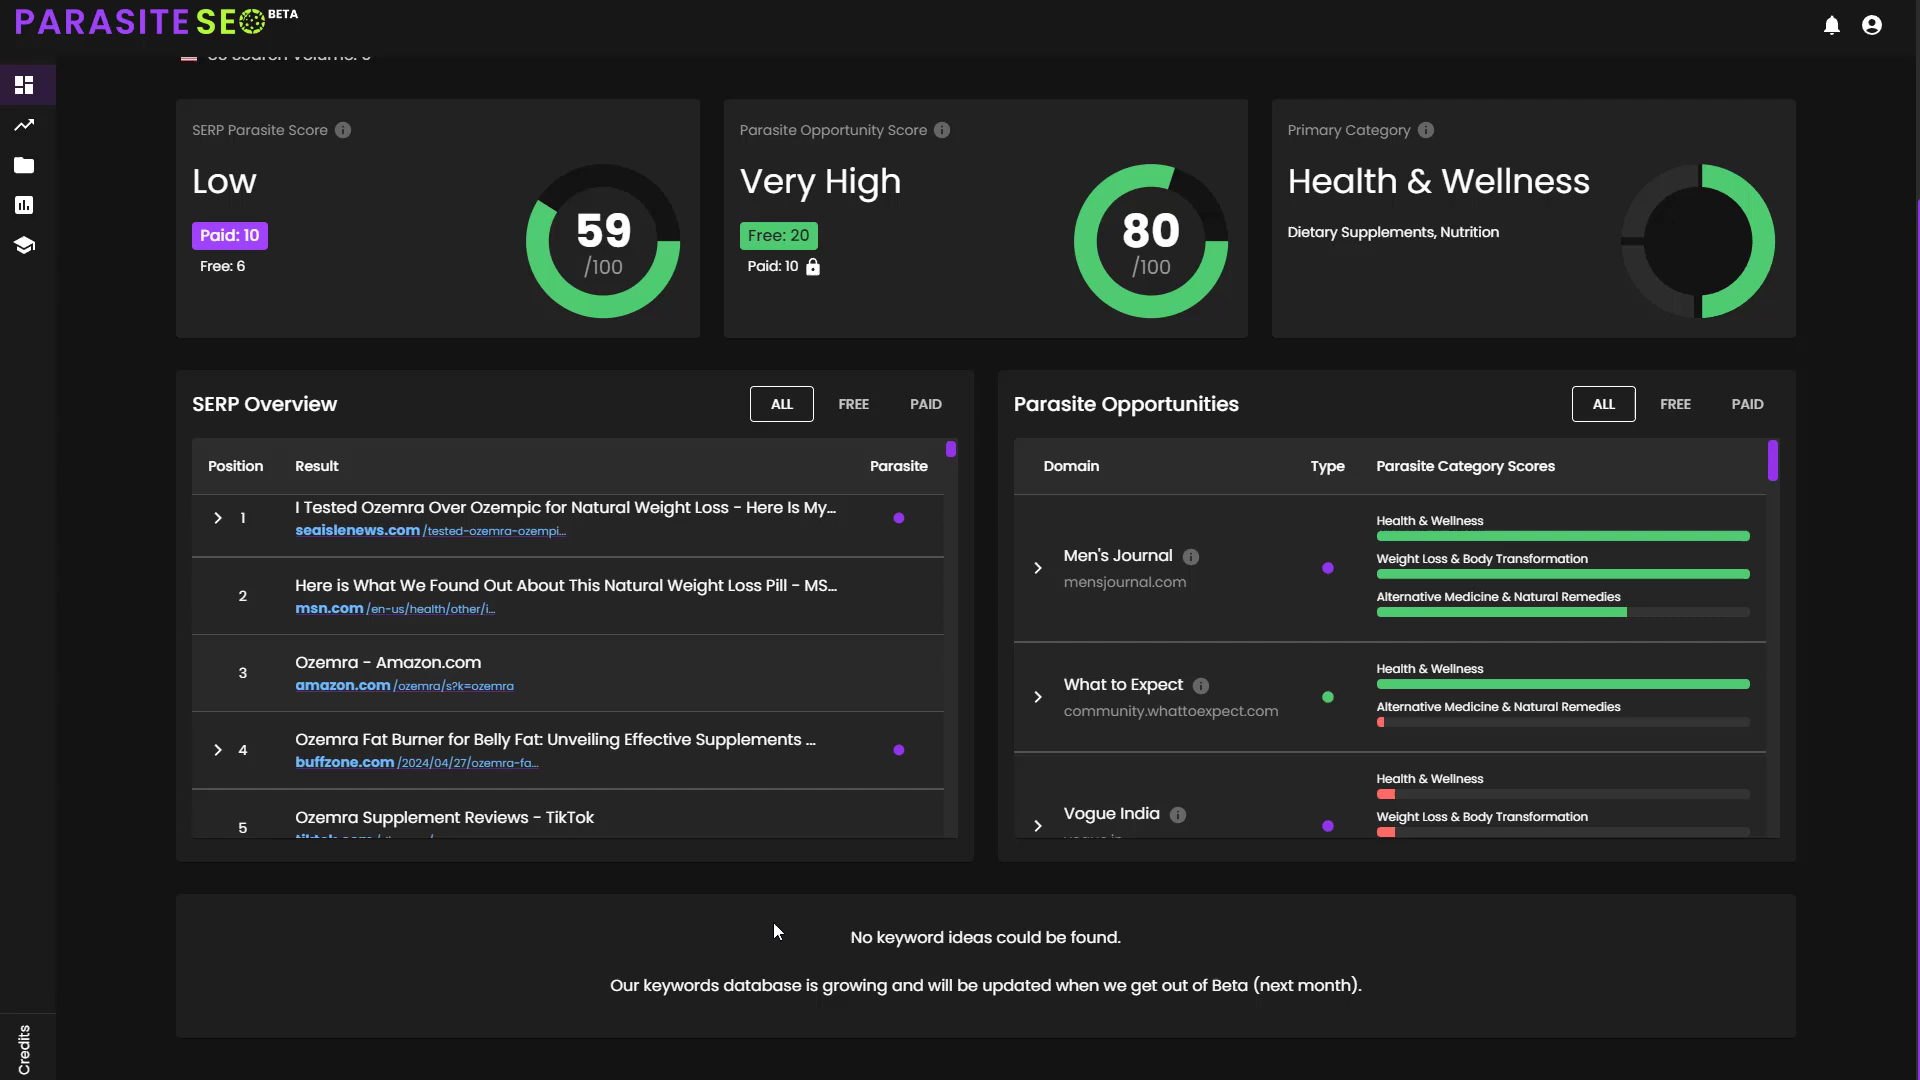 PARASITE SEO BETA
US Search Volume: 0
SERP Parasite Score
Low
Paid: 10
Free: 6
59
/100
Parasite Opportunity Score
Very High
Free: 20
Paid: 10
80
/100
Primary Category
Health & Wellness
Dietary Supplements, Nutrition
SERP Overview
ALL
FREE
PAID
Position
Result
Parasite
1
I Tested Ozemra Over Ozempic for Natural Weight Loss - Here Is My...
seaislenews.com/tested-ozemra-ozempi...
2
Here is What We Found Out About This Natural Weight Loss Pill - MS...
msn.com/en-us/health/other/i...
3
Ozemra - Amazon.com
amazon.com/ozemra/s?k=ozemra
4
Ozemra Fat Burner for Belly Fat: Unveiling Effective Supplements ...
buffzone.com/2024/04/27/ozemra-fa...
5
Ozemra Supplement Reviews - TikTok
Parasite Opportunities
ALL
FREE
PAID
Domain
Type
Parasite Category Scores
Men's Journal
mensjournal.com
Health & Wellness
Weight Loss & Body Transformation
Alternative Medicine & Natural Remedies
What to Expect
community.whattoexpect.com
Health & Wellness
Alternative Medicine & Natural Remedies
Vogue India
Health & Wellness
Weight Loss & Body Transformation
No keyword ideas could be found.
Our keywords database is growing and will be updated when we get out of Beta (next month).
Credits